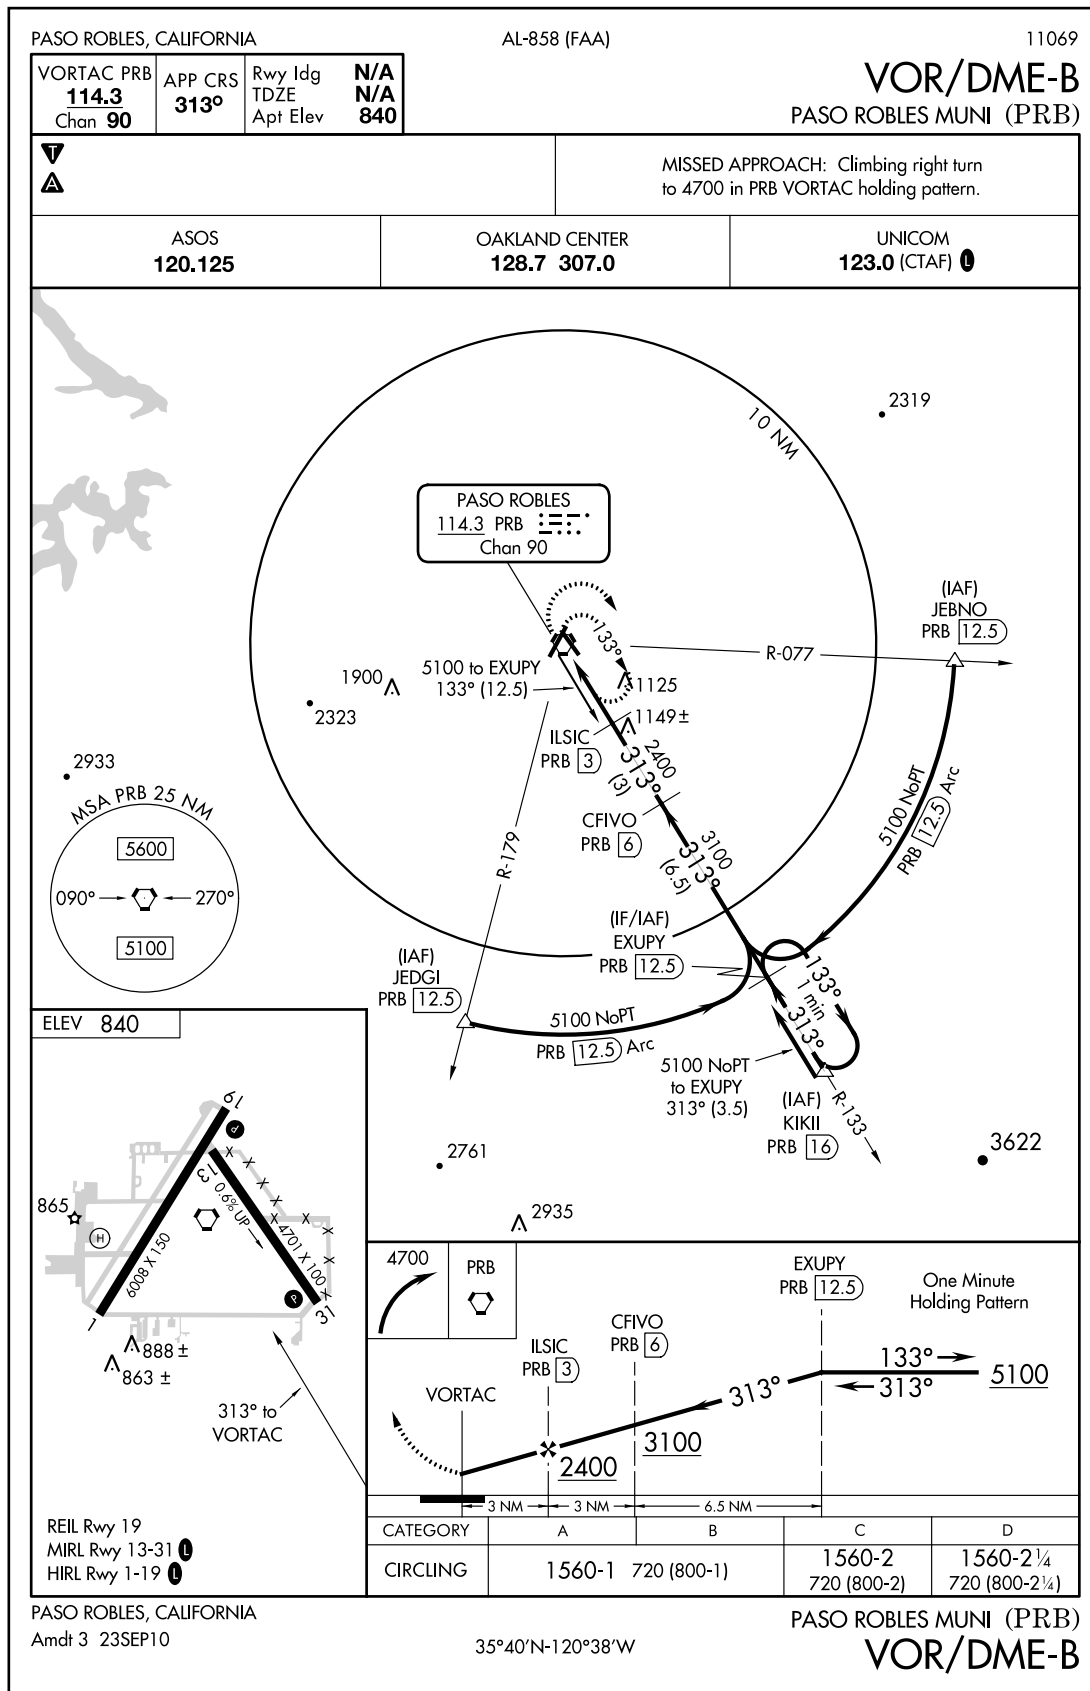 PASO ROBLES, CALIFORNIA
AL-858 (FAA)
11069
VORTAC PRB
114.3
Chan 90
APP CRS
313°
Rwy ldg N/A
TDZE N/A
Apt Elev 840
VOR/DME-B
PASO ROBLES MUNI (PRB)
T
A
MISSED APPROACH: Climbing right turn
to 4700 in PRB VORTAC holding pattern.
ASOS
120.125
OAKLAND CENTER
128.7 307.0
UNICOM
123.0 (CTAF) L
2319
10 NM
PASO ROBLES
114.3 PRB
Chan 90
(IAF)
JEBNO
PRB 12.5
R-077
133°
5100 to EXUPY
133° (12.5)
1900
1125
2323
1149 ±
ILSIC
PRB 3
2400
313°
(3)
2933
MSA PRB 25 NM
5600
090°
270°
5100
CFIVO
PRB 6
3100
313°
(6.5)
5100 NoPT
PRB 12.5 Arc
R-179
(IF/IAF)
EXUPY
PRB 12.5
(IAF)
JEDGI
PRB 12.5
133°
1 min
313°
5100 NoPT
PRB 12.5 Arc
5100 NoPT
to EXUPY
313° (3.5)
(IAF)
KIKII
PRB 16
R-133
2761
3622
2935
ELEV 840
19
P
13
0.6% UP
865
H
6008 X 150
4701 X 100
P
1
31
888 ±
863 ±
313° to
VORTAC
REIL Rwy 19
MIRL Rwy 13-31 L
HIRL Rwy 1-19 L
4700
PRB
EXUPY
PRB 12.5
One Minute
Holding Pattern
CFIVO
PRB 6
ILSIC
PRB 3
133°
313°
5100
VORTAC
313°
3100
2400
3 NM
3 NM
6.5 NM
CATEGORY A B C D
CIRCLING 1560-1 720 (800-1)
1560-2
720 (800-2)
1560-2¼
720 (800-2¼)
PASO ROBLES, CALIFORNIA
Amdt 3 23SEP10
35°40'N-120°38'W
PASO ROBLES MUNI (PRB)
VOR/DME-B